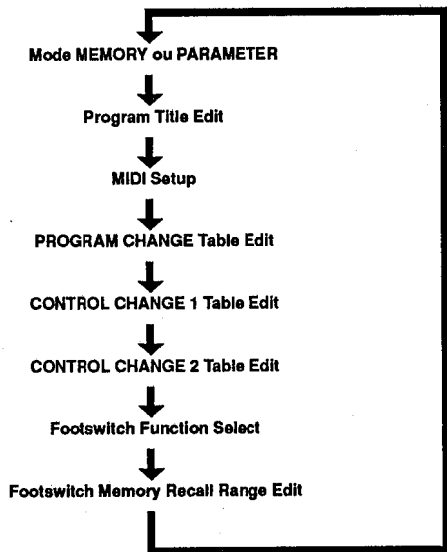 Mode MEMORY ou PARAMETER
Program Title Edit
MIDI Setup
PROGRAM CHANGE Table Edit
CONTROL CHANGE 1 Table Edit
CONTROL CHANGE 2 Table Edit
Footswitch Function Select
Footswitch Memory Recall Range Edit